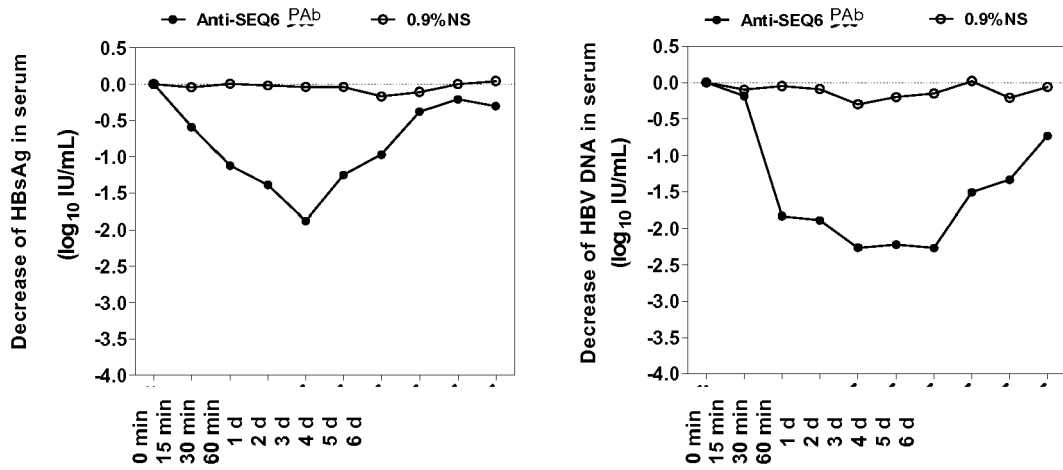 Anti-SEQ6 PAb 0.9%NS
Decrease of HBsAg in serum
(log10 IU/mL)
0.5
0.0
-0.5
-1.0
-1.5
-2.0
-2.5
-3.0
-3.5
-4.0
0 min
15 min
30 min
60 min
1 d
2 d
3 d
4 d
5 d
6 d
Anti-SEQ6 PAb 0.9%NS
Decrease of HBV DNA in serum
(log10 IU/mL)
0.5
0.0
-0.5
-1.0
-1.5
-2.0
-2.5
-3.0
-3.5
-4.0
0 min
15 min
30 min
60 min
1 d
2 d
3 d
4 d
5 d
6 d